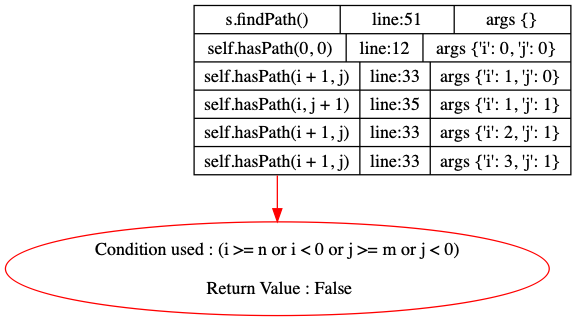 s.findPath() line:51 args {}
self.hasPath(0, 0) line:12 args {'i': 0, 'j': 0}
self.hasPath(i + 1, j) line:33 args {'i': 1, 'j': 0}
self.hasPath(i, j + 1) line:35 args {'i': 1, 'j': 1}
self.hasPath(i + 1, j) line:33 args {'i': 2, 'j': 1}
self.hasPath(i + 1, j) line:33 args {'i': 3, 'j': 1}
Condition used : (i >= n or i < 0 or j >= m or j < 0)
Return Value : False